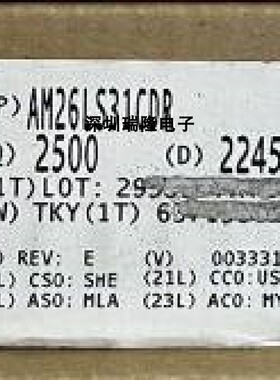 P) AM26LS31CDR
深圳瑞隆电子
2500 (D) 2245
1T) LOT: 29
TKY(1T)
REV: E (V) 003331
L) CSO: SHE (21L) CCO: US
L) ASO: MLA (23L) ACO: MY